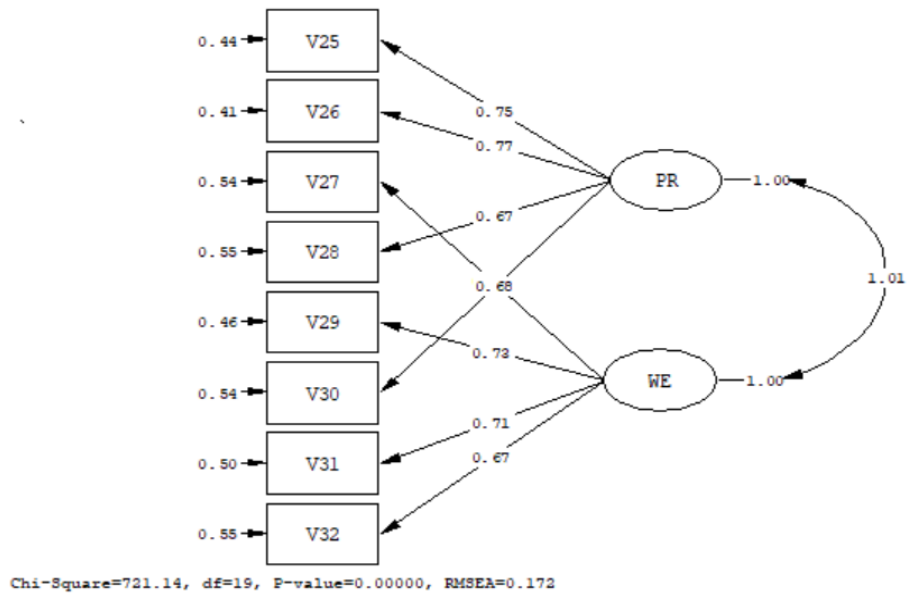 0.44 V25
0.75
0.41 V26
0.77
0.54 V27
PR 1.00
0.67
0.55 V28
0.68
1.01
0.46 V29
0.73
WE 1.00
0.54 V30
0.71
0.67
0.50 V31
0.55 V32
Chi-Square=721.14, df=19, P-value=0.00000, RMSEA=0.172